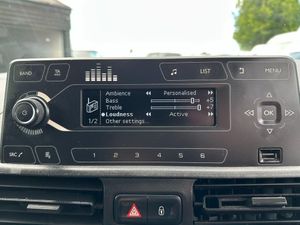 BAND TA LIST MENU
Ambience Personalised
Bass +5
Treble +7
Loudness Active
1/2 Other settings...
OK
SRC
1 2 3 4 5 6